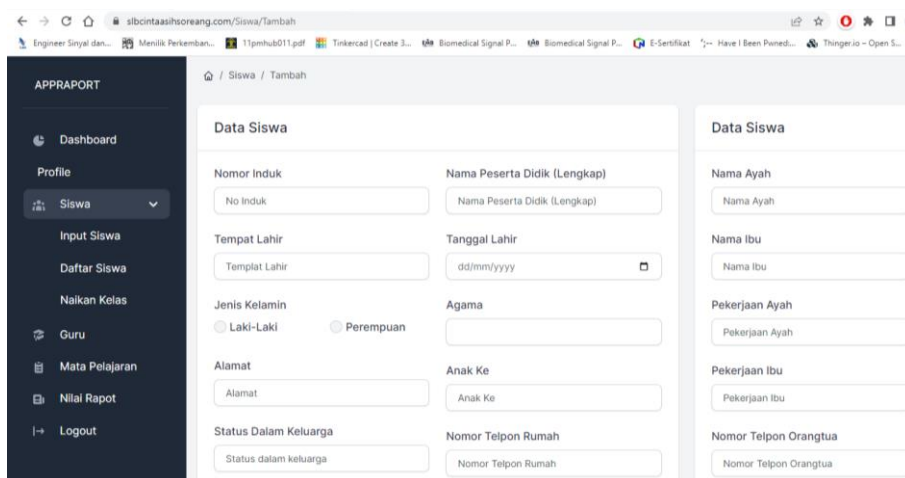 slbcintaasihsoreang.com/Siswa/Tambah
Engineer Sinyal dan... Menilik Perkemban... 11pmhub011.pdf Tinkercad | Create 3... Biomedical Signal P... Biomedical Signal P... E-Sertifikat Have I Been Pwned... Thinger.io – Open S...
APPRAPORT
Dashboard
Profile
Siswa
Input Siswa
Daftar Siswa
Naikan Kelas
Guru
Mata Pelajaran
Nilai Rapot
Logout
/ Siswa / Tambah
Data Siswa
Nomor Induk
No Induk
Nama Peserta Didik (Lengkap)
Nama Peserta Didik (Lengkap)
Tempat Lahir
Templat Lahir
Tanggal Lahir
dd/mm/yyyy
Jenis Kelamin
Laki-Laki Perempuan
Agama
Alamat
Alamat
Anak Ke
Anak Ke
Status Dalam Keluarga
Status dalam keluarga
Nomor Telpon Rumah
Nomor Telpon Rumah
Data Siswa
Nama Ayah
Nama Ayah
Nama Ibu
Nama Ibu
Pekerjaan Ayah
Pekerjaan Ayah
Pekerjaan Ibu
Pekerjaan Ibu
Nomor Telpon Orangtua
Nomor Telpon Orangtua